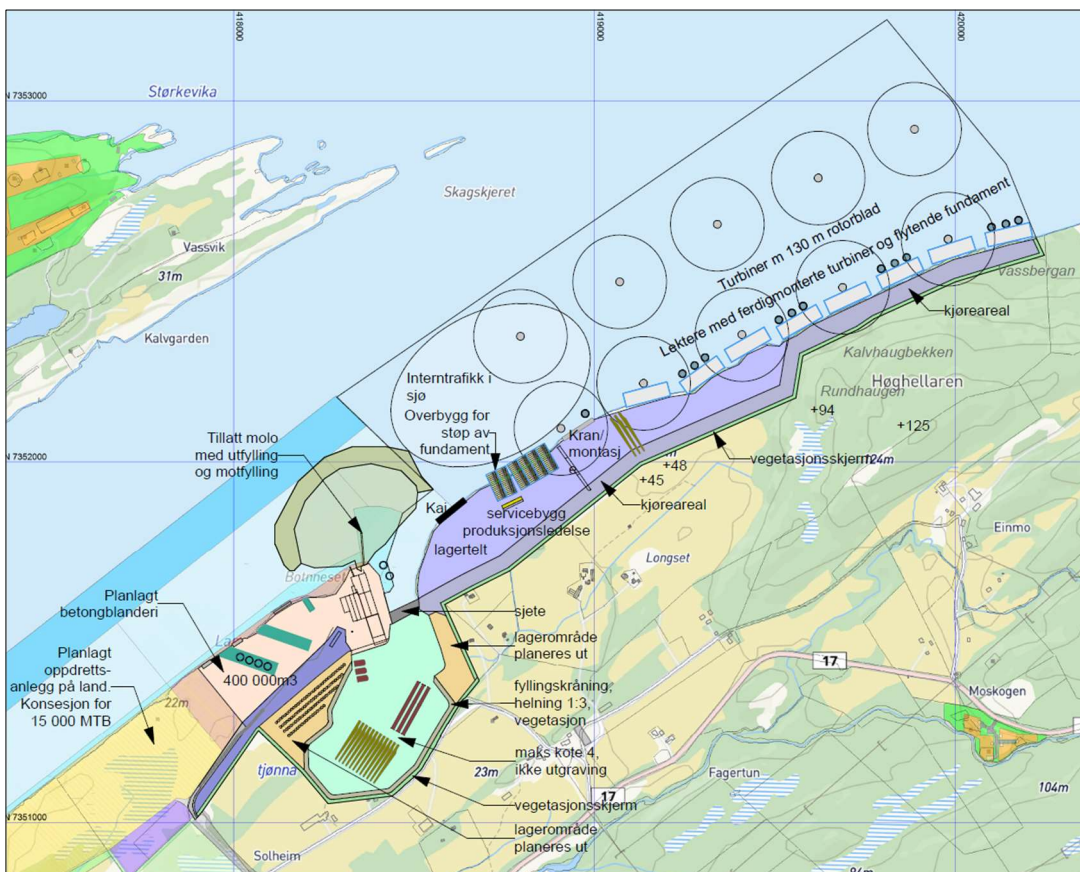 418000
419000
420000
N 7353000
Størkevika
Skagskjeret
Vassvik
31m
Kalvgarden
Turbiner m 130 m rotorblad
Lektere med ferdigmonterte turbiner og flytende fundament
Vassbergan
kjøreareal
Kalvhaugbekken
Høghellaren
Rundhaugen
+94
+125
124m
Interntrafikk i
sjø
Overbygg for
støp av
fundament
Kran/
montasj
Tillatt molo
med utfylling
og motfylling
N 7352000
+48
+45
vegetasjonsskjerm
kjøreareal
Kai
servicebygg
produksjonsledelse
lagertelt
Einmo
Longset
Planlagt
betongblanderi
sjete
lagerområde
planeres ut
Planlagt
oppdretts-
anlegg på land.
Konsesjon for
15 000 MTB
400 000m3
22m
17
Moskogen
fyllingskråning,
helning 1:3,
vegetasjon
maks kote 4,
ikke utgraving
tjønna
23m
Fagertun
104m
17
vegetasjonsskjerm
N 7351000
lagerområde
planeres ut
Solheim